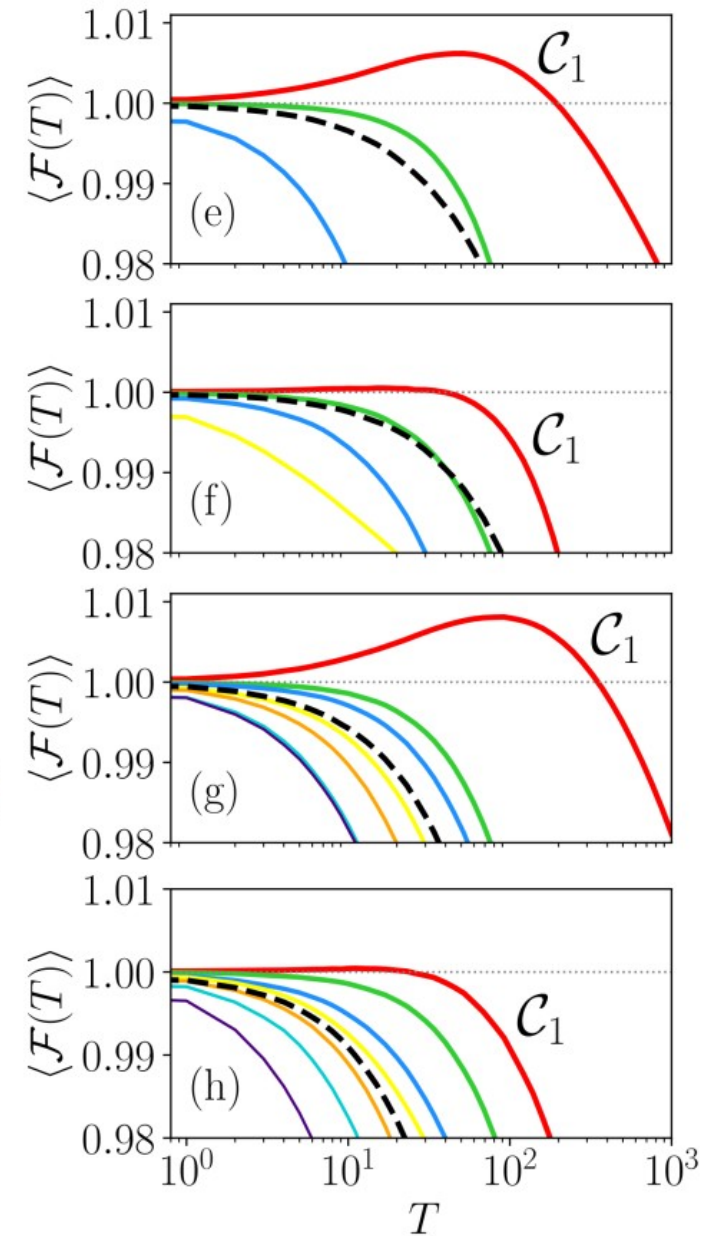 1.01
1.00
0.99
0.98
⟨𝓕(T)⟩
(e)
𝒞₁
1.01
1.00
0.99
0.98
⟨𝓕(T)⟩
(f)
𝒞₁
1.01
1.00
0.99
0.98
⟨𝓕(T)⟩
(g)
𝒞₁
1.01
1.00
0.99
0.98
⟨𝓕(T)⟩
(h)
𝒞₁
10⁰ 10¹ 10² 10³
T